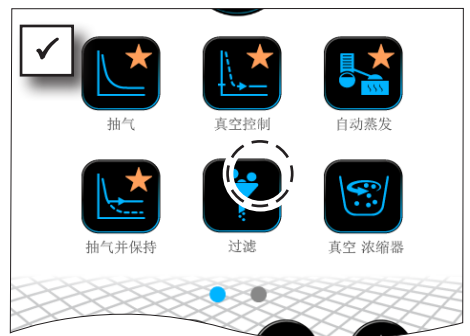 抽气
真空控制
自动蒸发
抽气并保持
过滤
真空 浓缩器